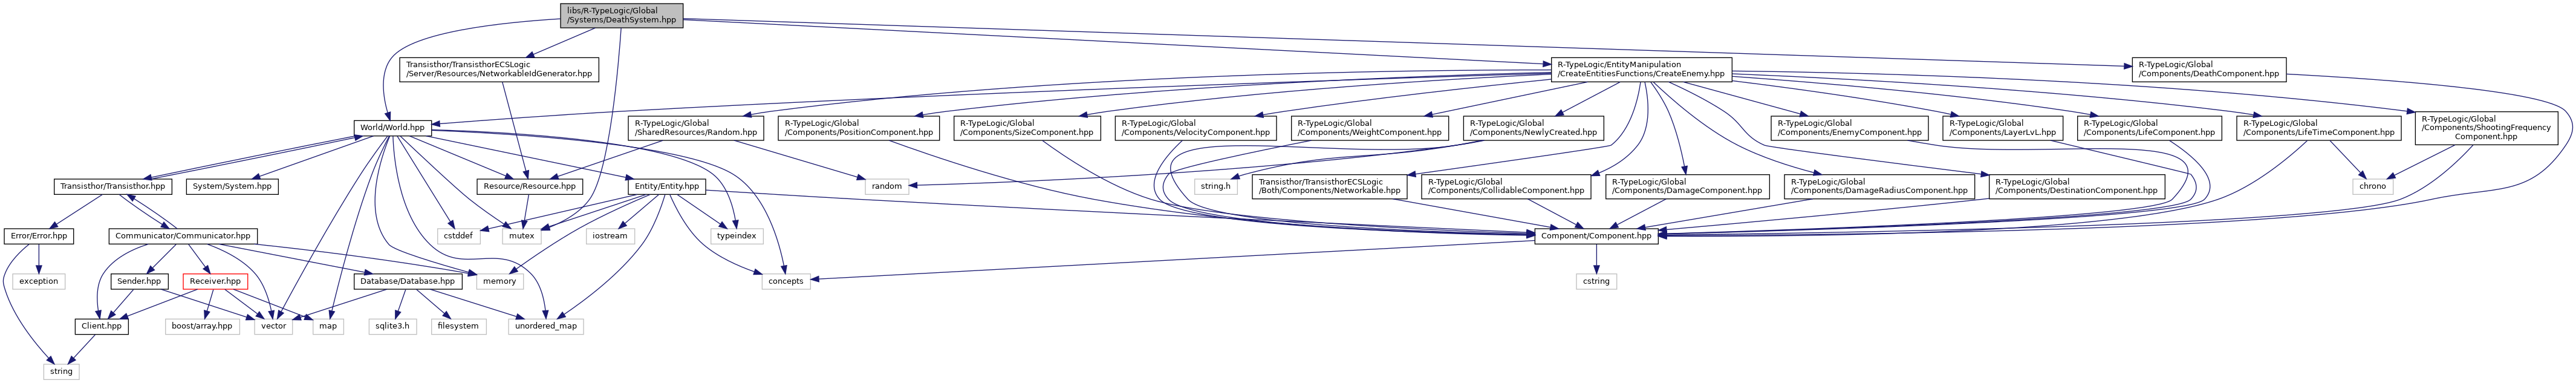 libs/R-TypeLogic/Global
/Systems/DeathSystem.hpp
Transisthor/TransisthorECSLogic
/Server/Resources/NetworkableIdGenerator.hpp
R-TypeLogic/EntityManipulation
/CreateEntitiesFunctions/CreateEnemy.hpp
R-TypeLogic/Global
/Components/DeathComponent.hpp
World/World.hpp
R-TypeLogic/Global
/SharedResources/Random.hpp
R-TypeLogic/Global
/Components/PositionComponent.hpp
R-TypeLogic/Global
/Components/SizeComponent.hpp
R-TypeLogic/Global
/Components/VelocityComponent.hpp
R-TypeLogic/Global
/Components/WeightComponent.hpp
R-TypeLogic/Global
/Components/NewlyCreated.hpp
R-TypeLogic/Global
/Components/EnemyComponent.hpp
R-TypeLogic/Global
/Components/LayerLvL.hpp
R-TypeLogic/Global
/Components/LifeComponent.hpp
R-TypeLogic/Global
/Components/LifeTimeComponent.hpp
R-TypeLogic/Global
/Components/ShootingFrequency
Component.hpp
Transisthor/Transisthor.hpp
System/System.hpp
Resource/Resource.hpp
Entity/Entity.hpp
random
string.h
Transisthor/TransisthorECSLogic
/Both/Components/Networkable.hpp
R-TypeLogic/Global
/Components/CollidableComponent.hpp
R-TypeLogic/Global
/Components/DamageComponent.hpp
R-TypeLogic/Global
/Components/DamageRadiusComponent.hpp
R-TypeLogic/Global
/Components/DestinationComponent.hpp
chrono
Error/Error.hpp
Communicator/Communicator.hpp
cstddef
mutex
iostream
typeindex
Component/Component.hpp
exception
Sender.hpp
Receiver.hpp
Database/Database.hpp
memory
concepts
cstring
Client.hpp
boost/array.hpp
vector
map
sqlite3.h
filesystem
unordered_map
string